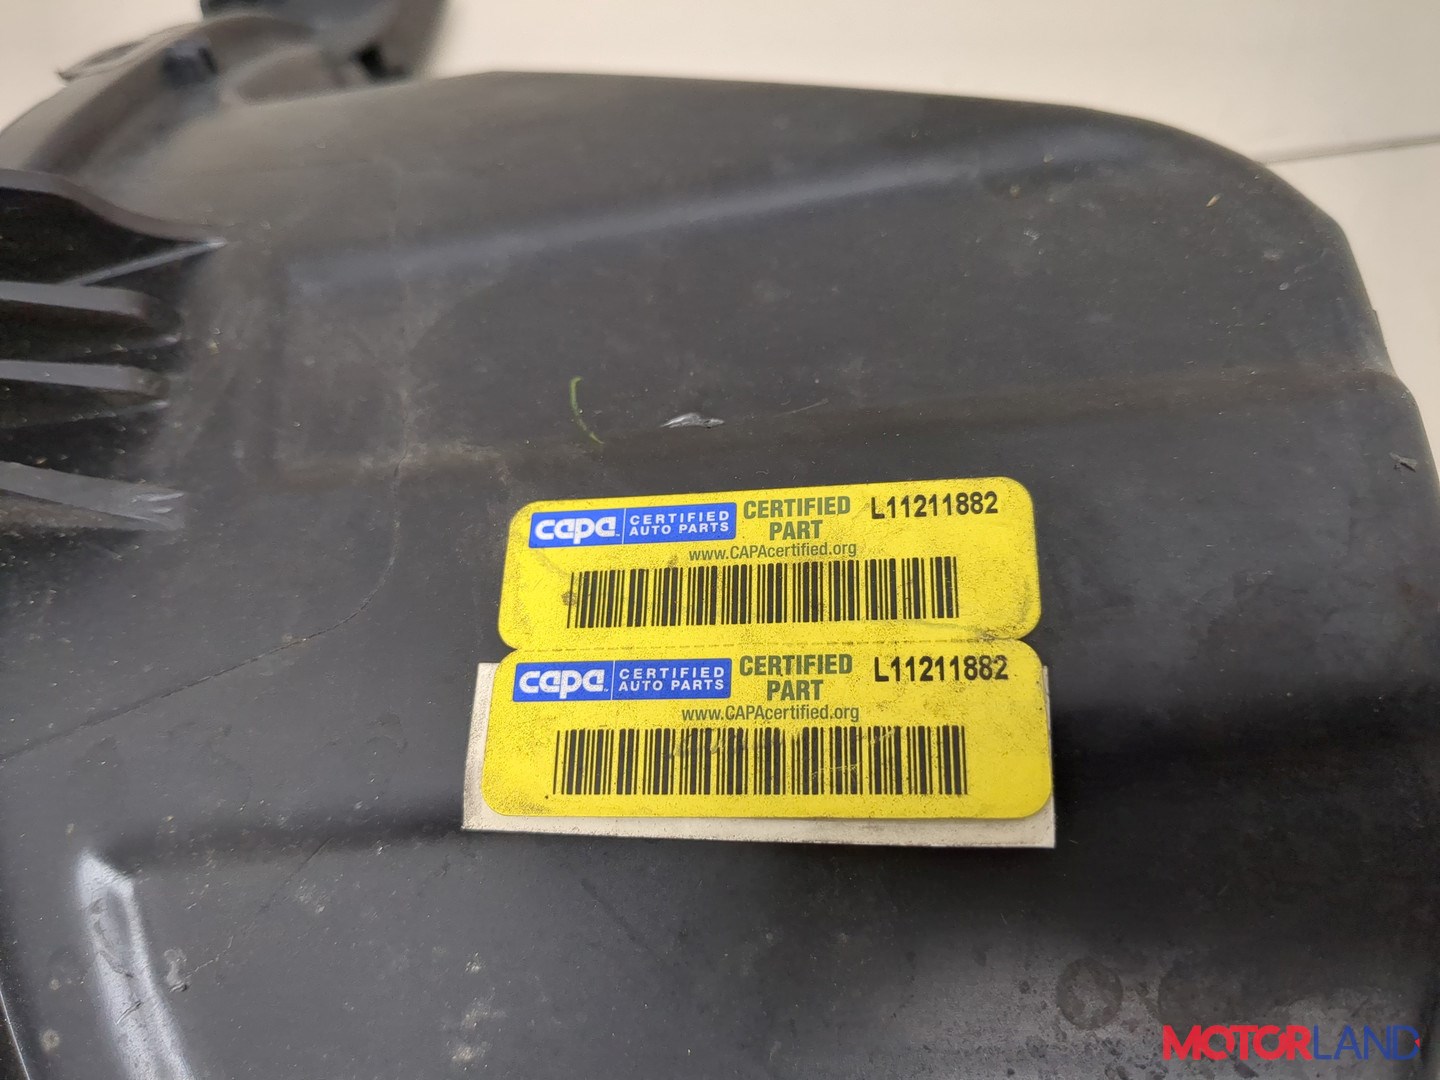 capa CERTIFIED AUTO PARTS CERTIFIED PART L11211882
www.CAPAcertified.org
capa CERTIFIED AUTO PARTS CERTIFIED PART L11211882
www.CAPAcertified.org
MOTORLAND